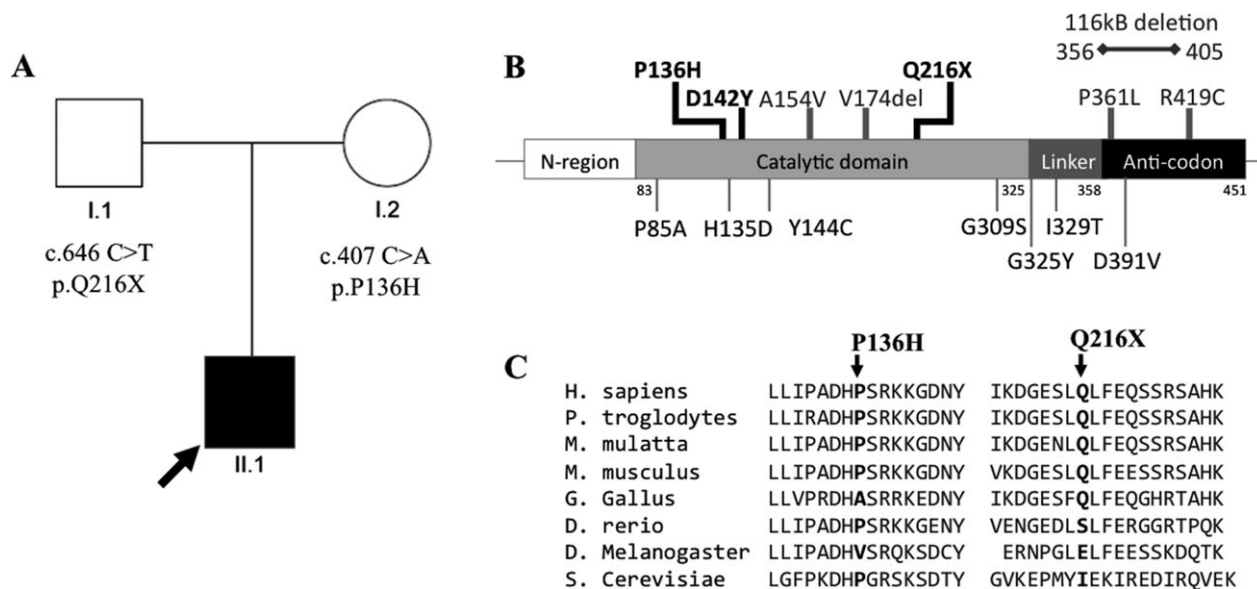 A
I.1
I.2
c.646 C>T
p.Q216X
c.407 C>A
p.P136H
II.1
B
116kB deletion
356 405
P136H Q216X
D142Y A154V V174del P361L R419C
N-region Catalytic domain Linker Anti-codon
83 325 358 451
P85A H135D Y144C G309S I329T
G325Y D391V
C
P136H Q216X
H. sapiens LLIPADHPSRKKGDNY IKDGESLQLFEQSSRSAHK
P. troglodytes LLIRADHPSRKKGDNY IKDGESLQLFEQSSRSAHK
M. mulatta LLIPADHPSRKKGDNY IKDGENLQLFEQSSRSAHK
M. musculus LLIPADHPSRKKGDNY VKDGESLQLFEESSRSAHK
G. Gallus LLVPRDHASRRKEDNY IKDGESFQLFEQGHRTAHK
D. rerio LLIPADHPSRKKGENY VENGEDLSLFERGGRTPQK
D. Melanogaster LLIPADHVSRQKSDCY ERNPGLELFEESSKDQTK
S. Cerevisiae LGFPKDHPGRSKSDTY GVKEPMYIEKIREDIRQVEK